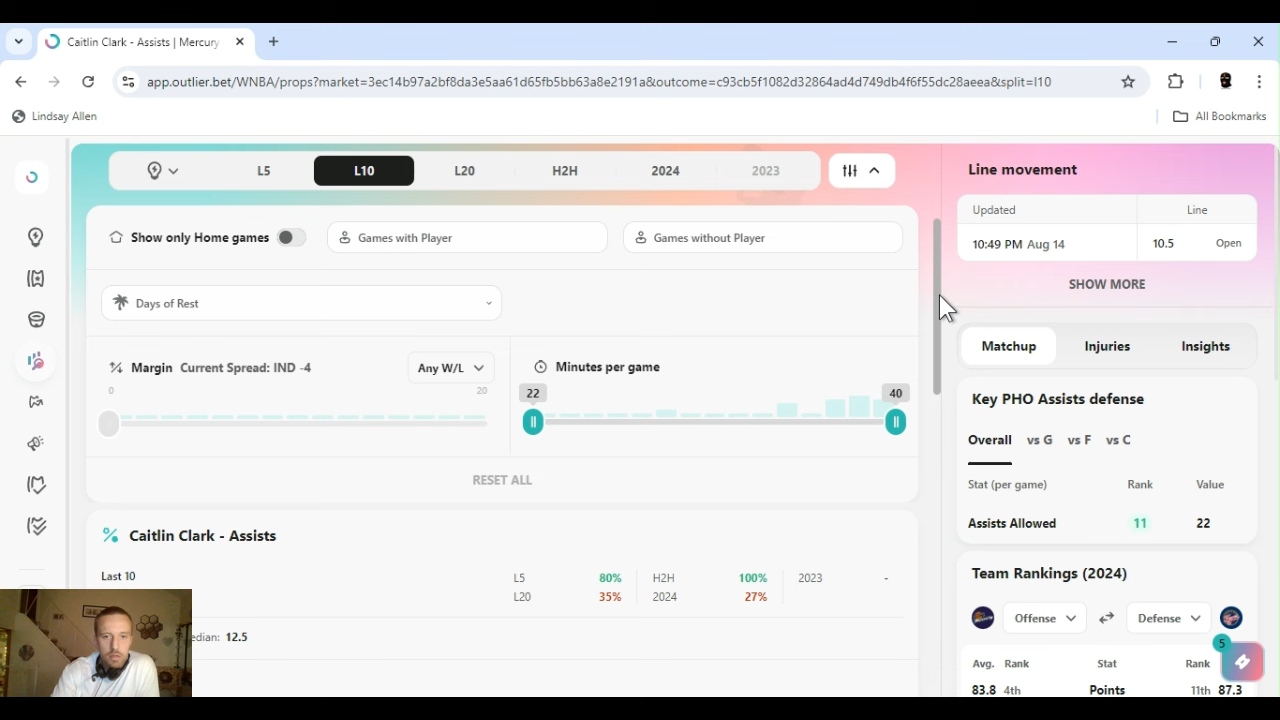 Caitlin Clark - Assists | Mercury
app.outlier.bet/WNBA/props?market=3ec14b97a2bf8da3e5aa61d65fb5bb63a8e2191a&outcome=c93cb5f1082d32864ad4d749db4f6f55dc28aeea&split=l10
Lindsay Allen
All Bookmarks
L5 L10 L20 H2H 2024 2023
Show only Home games
Games with Player
Games without Player
Days of Rest
Margin Current Spread: IND -4
Any W/L
0 20
Minutes per game
22 40
RESET ALL
Caitlin Clark - Assists
Last 10
L5 80% H2H 100% 2023 -
L20 35% 2024 27%
edian: 12.5
Line movement
Updated Line
10:49 PM Aug 14 10.5 Open
SHOW MORE
Matchup Injuries Insights
Key PHO Assists defense
Overall vs G vs F vs C
Stat (per game) Rank Value
Assists Allowed 11 22
Team Rankings (2024)
Offense Defense
5
Avg. Rank Stat Rank
83.8 4th Points 11th 87.3